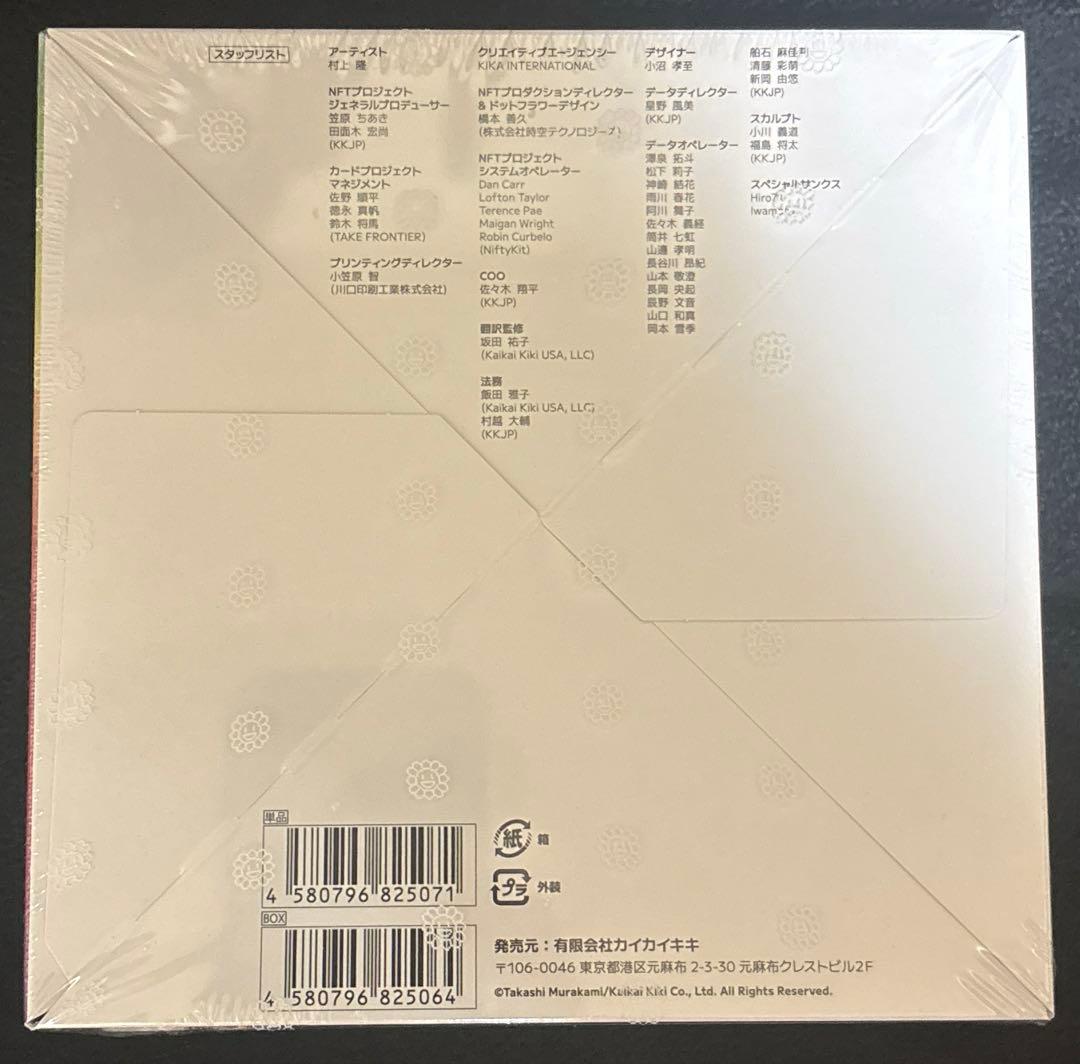 スタッフリスト
アーティスト
村上 隆
NFTプロジェクト
ジェネラルプロデューサー
笠原 ちあき
田面木 宏尚
(KKJP)
カードプロジェクト
マネジメント
佐野 順平
徳永 真帆
鈴木 将馬
(TAKE FRONTIER)
プリンティングディレクター
小笠原 智
(川口印刷工業株式会社)
クリエイティブエージェンシー
KIKA INTERNATIONAL
NFTプロダクションディレクター
& ドットフラワーデザイン
橋本 善久
(株式会社時空テクノロジーズ)
NFTプロジェクト
システムオペレーター
Dan Carr
Lofton Taylor
Terence Pae
Maigan Wright
Robin Curbelo
(NiftyKit)
COO
佐々木 翔平
(KKJP)
翻訳監修
坂田 祐子
(Kaikai Kiki USA, LLC)
法務
飯田 雅子
(Kaikai Kiki USA, LLC)
村越 大輔
(KKJP)
デザイナー
小沼 孝至
データディレクター
星野 風美
(KKJP)
データオペレーター
澤泉 拓斗
松下 莉子
神崎 結花
雨川 春花
阿川 舞子
佐々木 義経
筒井 七虹
山邉 孝明
長谷川 昂紀
山本 敬澄
長岡 央起
辰野 文音
山口 和真
岡本 雪季
船石 麻佳利
清藤 彩萌
新岡 由悠
(KKJP)
スカルプト
小川 義道
福島 将太
(KKJP)
スペシャルサンクス
単品
4 580796 825071
BOX
4 580796 825064
紙 箱
プラ 外装
発売元：有限会社カイカイキキ
〒106-0046 東京都港区元麻布 2-3-30 元麻布クレストビル2F
©Takashi Murakami/Kaikai Kiki Co., Ltd. All Rights Reserved.